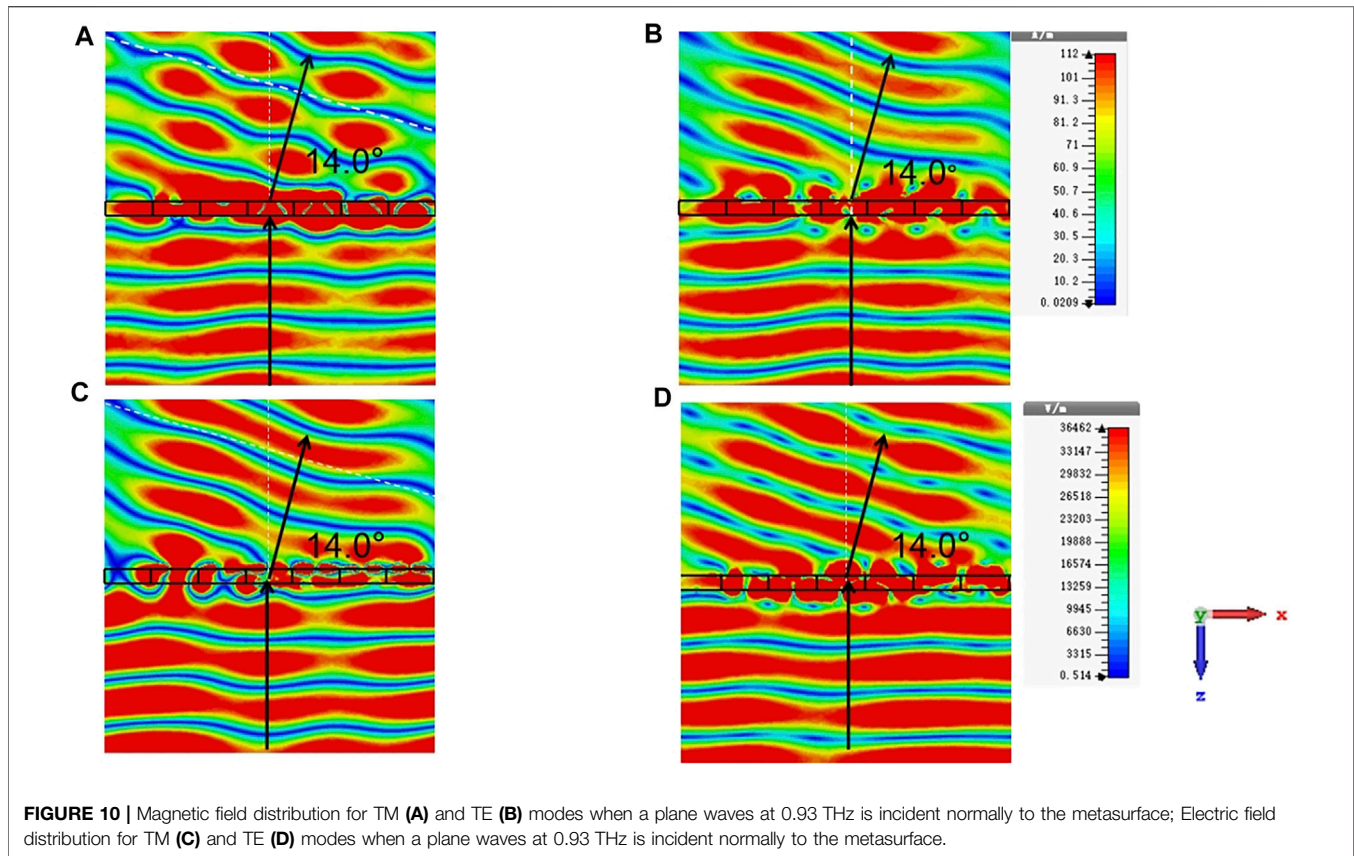 A
14.0°
B
14.0°
A/m
112
101
91.3
81.2
71
60.9
50.7
40.6
30.5
20.3
10.2
0.0209
C
14.0°
D
14.0°
V/m
36462
33147
29832
26518
23203
19888
16574
13259
9945
6630
3315
0.514
y
x
z
FIGURE 10 | Magnetic field distribution for TM (A) and TE (B) modes when a plane waves at 0.93 THz is incident normally to the metasurface; Electric field
distribution for TM (C) and TE (D) modes when a plane waves at 0.93 THz is incident normally to the metasurface.